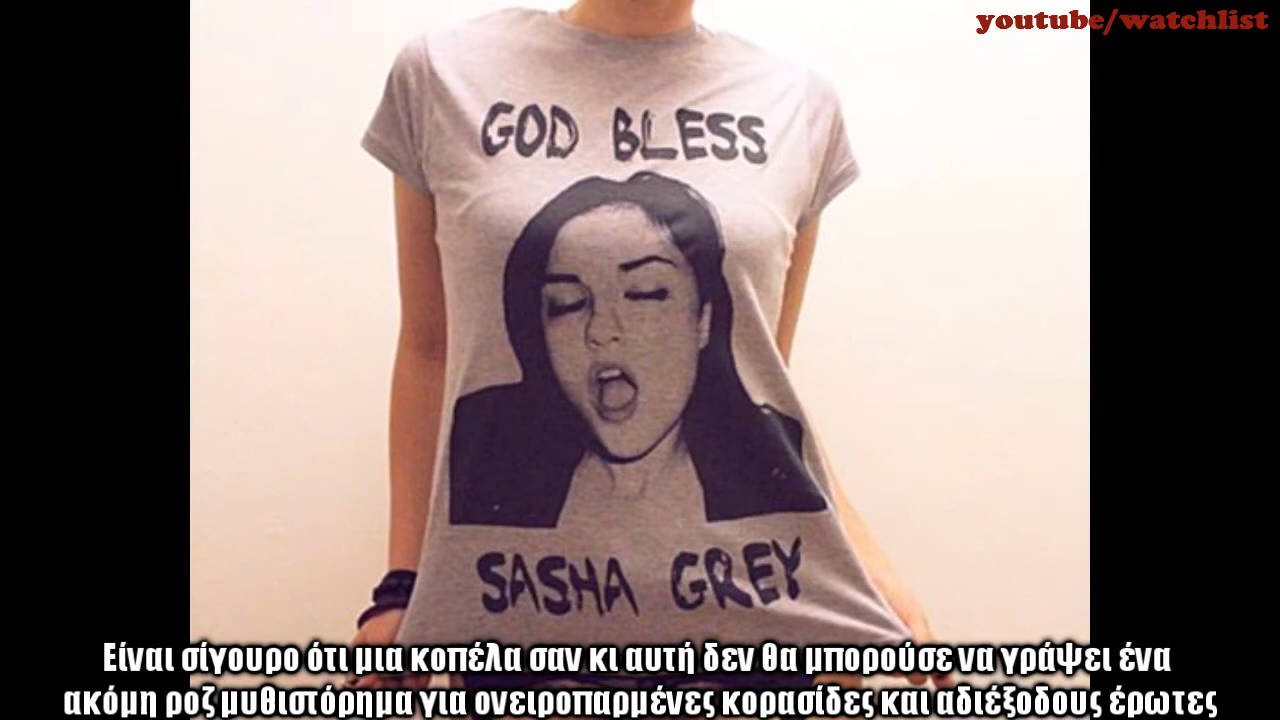 youtube/watchlist
GOD BLESS
SASHA GREY
Είναι σίγουρο ότι μια κοπέλα σαν κι αυτή δεν θα μπορούσε να γράψει ένα
ακόμη ροζ μυθιστόρημα για ονειροπαρμένες κορασίδες και αδιέξοδους έρωτες